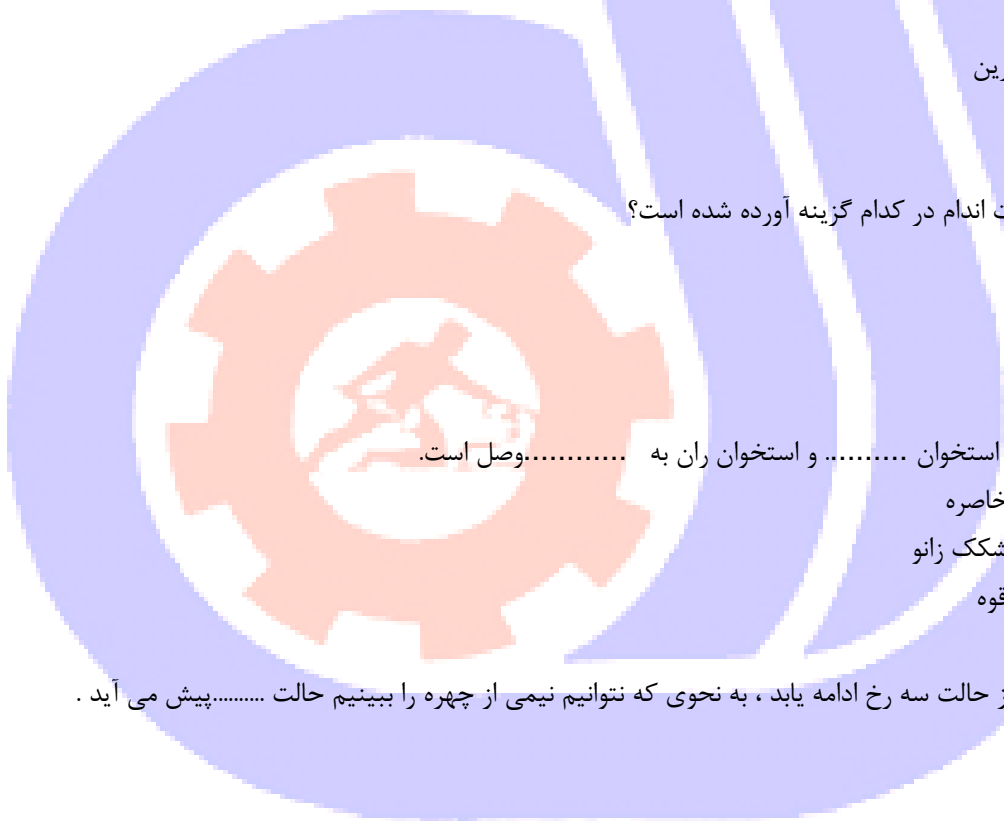 رین
ت اندام در کدام گزینه آورده شده است؟
استخوان .......... و استخوان ران به ............وصل است.
خاصره
شکک زانو
قوه
ز حالت سه رخ ادامه یابد ، به نحوی که نتوانیم نیمی از چهره را ببینیم حالت .........پیش می آید .